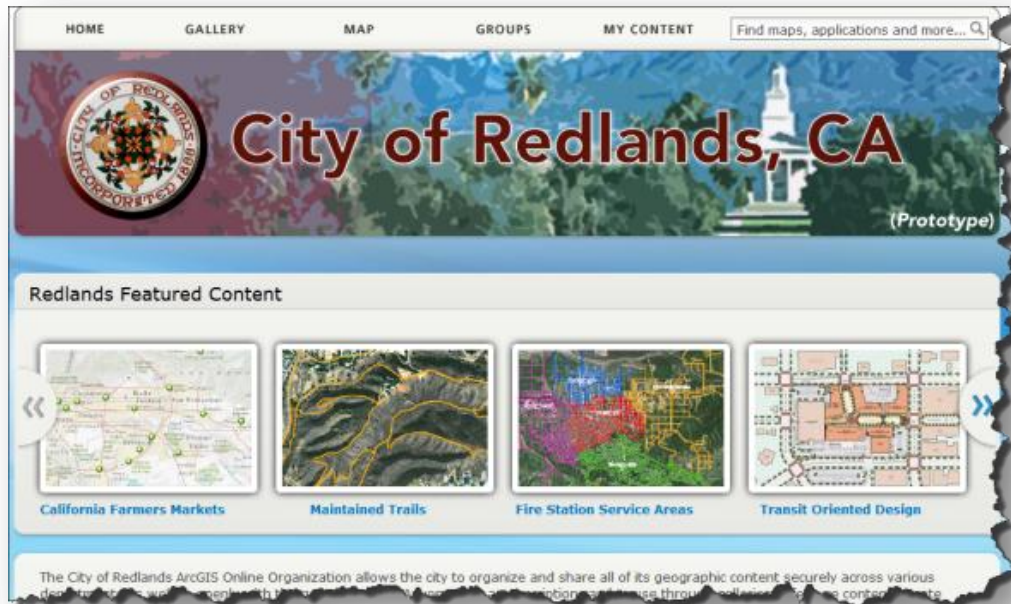 HOME GALLERY MAP GROUPS MY CONTENT Find maps, applications and more...
CITY OF REDLANDS
INCORPORATED 1888
City of Redlands, CA
(Prototype)
Redlands Featured Content
California Farmers Markets Maintained Trails Fire Station Service Areas Transit Oriented Design
The City of Redlands ArcGIS Online Organization allows the city to organize and share all of its geographic content securely across various